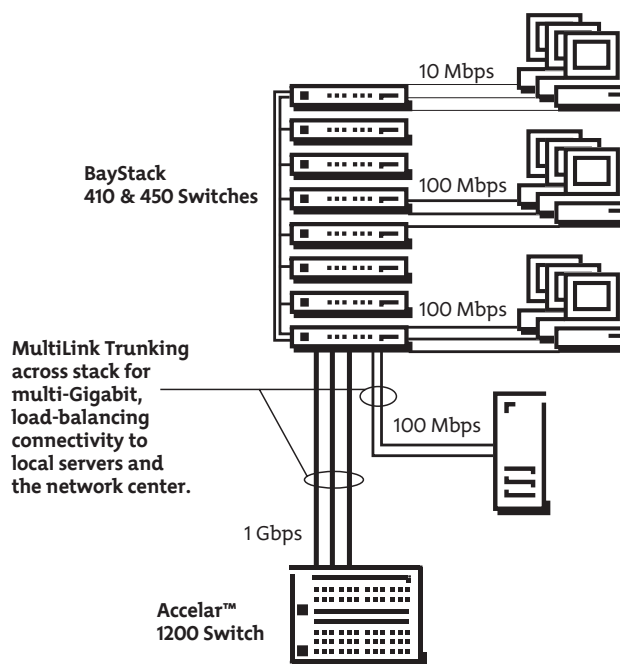 10 Mbps
BayStack
410 & 450 Switches
100 Mbps
100 Mbps
MultiLink Trunking
across stack for
multi-Gigabit,
load-balancing
connectivity to
local servers and
the network center.
100 Mbps
1 Gbps
Accelar™
1200 Switch